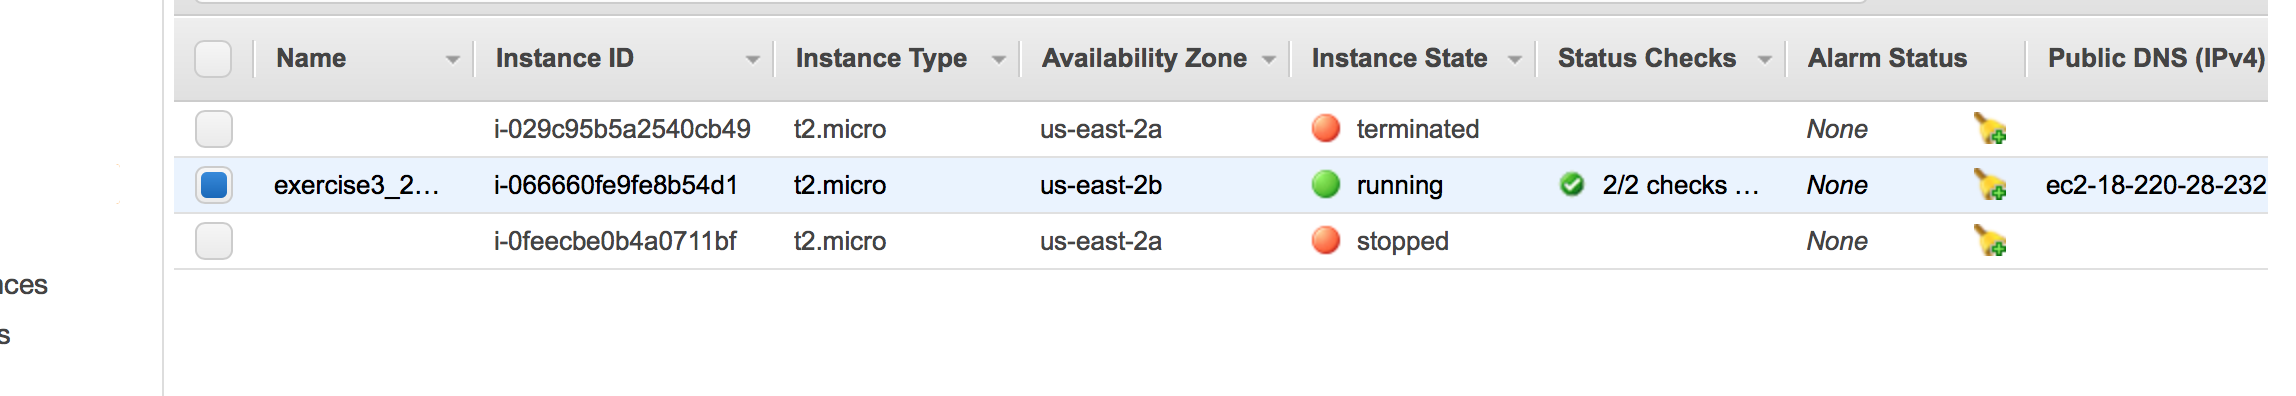 Name Instance ID Instance Type Availability Zone Instance State Status Checks Alarm Status Public DNS (IPv4)
i-029c95b5a2540cb49 t2.micro us-east-2a terminated None
exercise3_2… i-066660fe9fe8b54d1 t2.micro us-east-2b running 2/2 checks … None ec2-18-220-28-232
i-0feecbe0b4a0711bf t2.micro us-east-2a stopped None
nces
s